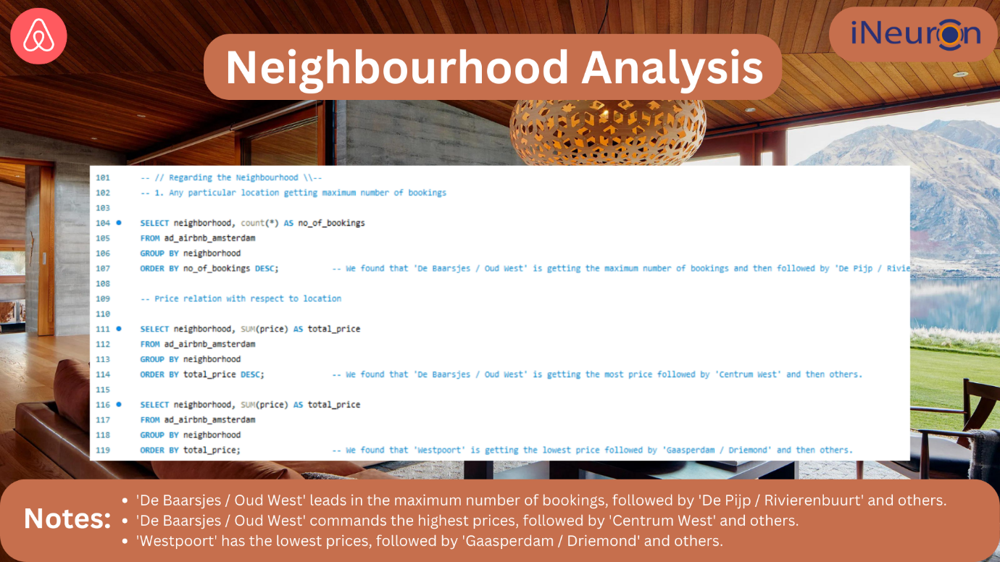 iNeuron
Neighbourhood Analysis
101 -- // Regarding the Neighbourhood \\--
102 -- 1. Any particular location getting maximum number of bookings
103
104 SELECT neighborhood, count(*) AS no_of_bookings
105 FROM ad_airbnb_amsterdam
106 GROUP BY neighborhood
107 ORDER BY no_of_bookings DESC; -- We found that 'De Baarsjes / Oud West' is getting the maximum number of bookings and then followed by 'De Pijp / Rivie
108
109 -- Price relation with respect to location
110
111 SELECT neighborhood, SUM(price) AS total_price
112 FROM ad_airbnb_amsterdam
113 GROUP BY neighborhood
114 ORDER BY total_price DESC; -- We found that 'De Baarsjes / Oud West' is getting the most price followed by 'Centrum West' and then others.
115
116 SELECT neighborhood, SUM(price) AS total_price
117 FROM ad_airbnb_amsterdam
118 GROUP BY neighborhood
119 ORDER BY total_price; -- We found that 'Westpoort' is getting the lowest price followed by 'Gaasperdam / Driemond' and then others.
Notes:
• 'De Baarsjes / Oud West' leads in the maximum number of bookings, followed by 'De Pijp / Rivierenbuurt' and others.
• 'De Baarsjes / Oud West' commands the highest prices, followed by 'Centrum West' and others.
• 'Westpoort' has the lowest prices, followed by 'Gaasperdam / Driemond' and others.